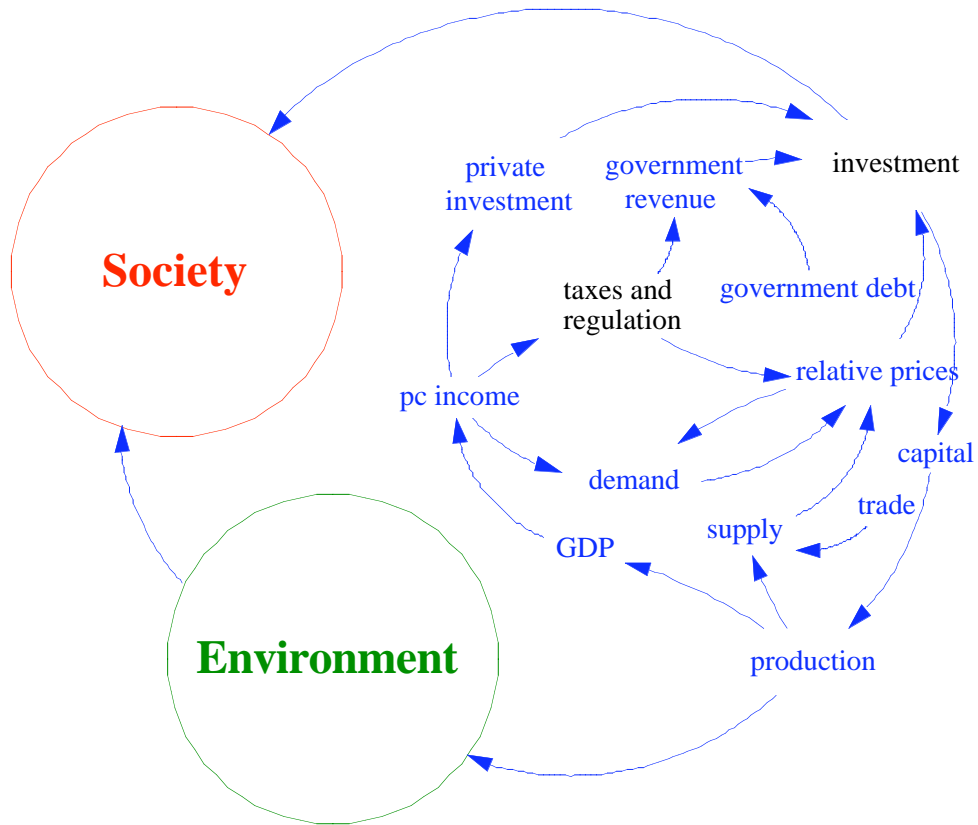 Society
private
investment
government
revenue
investment
taxes and
regulation
government debt
pc income
relative prices
demand
capital
GDP
supply
trade
Environment
production